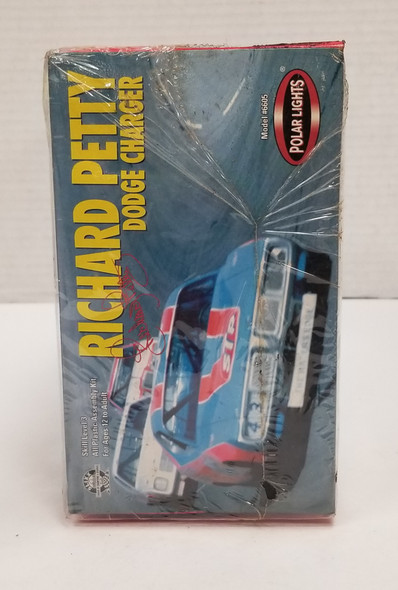 RICHARD PETTY
DODGE CHARGER
Model #6605
POLAR LIGHTS
®
STP
43
Skill Level 3
All Plastic Assembly Kit
For Ages 12 to Adult